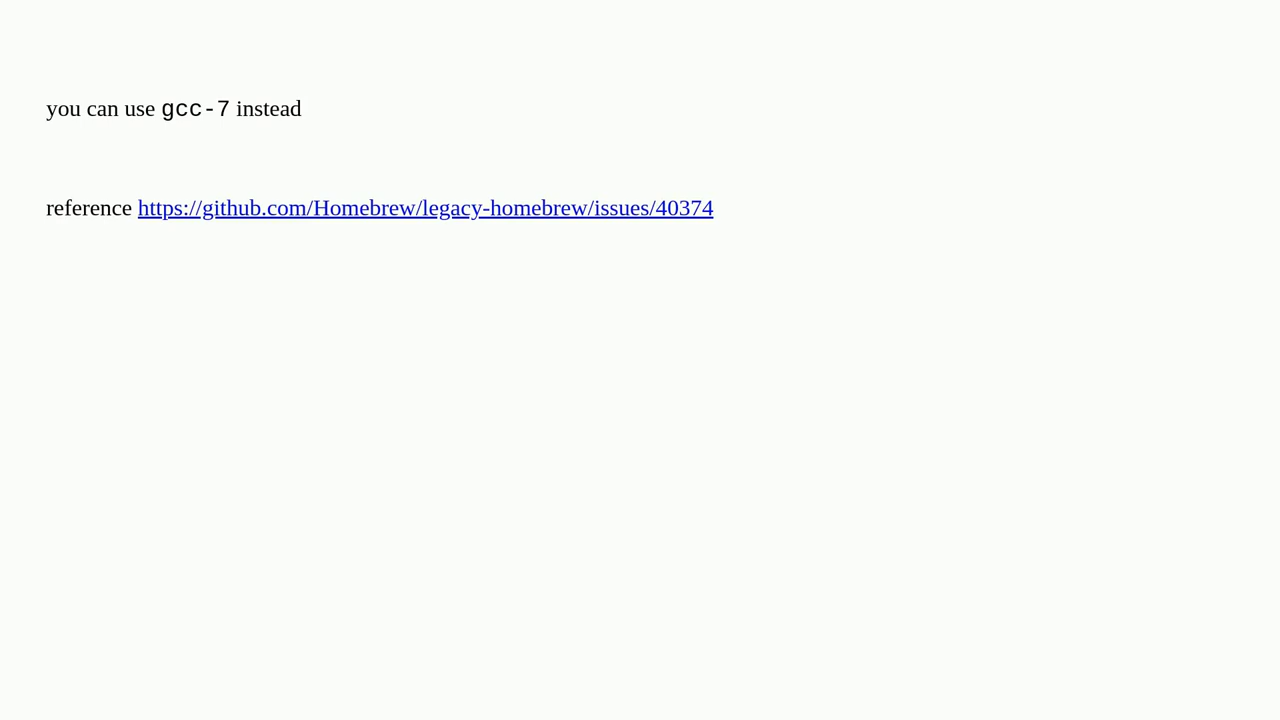 you can use gcc-7 instead
reference https://github.com/Homebrew/legacy-homebrew/issues/40374